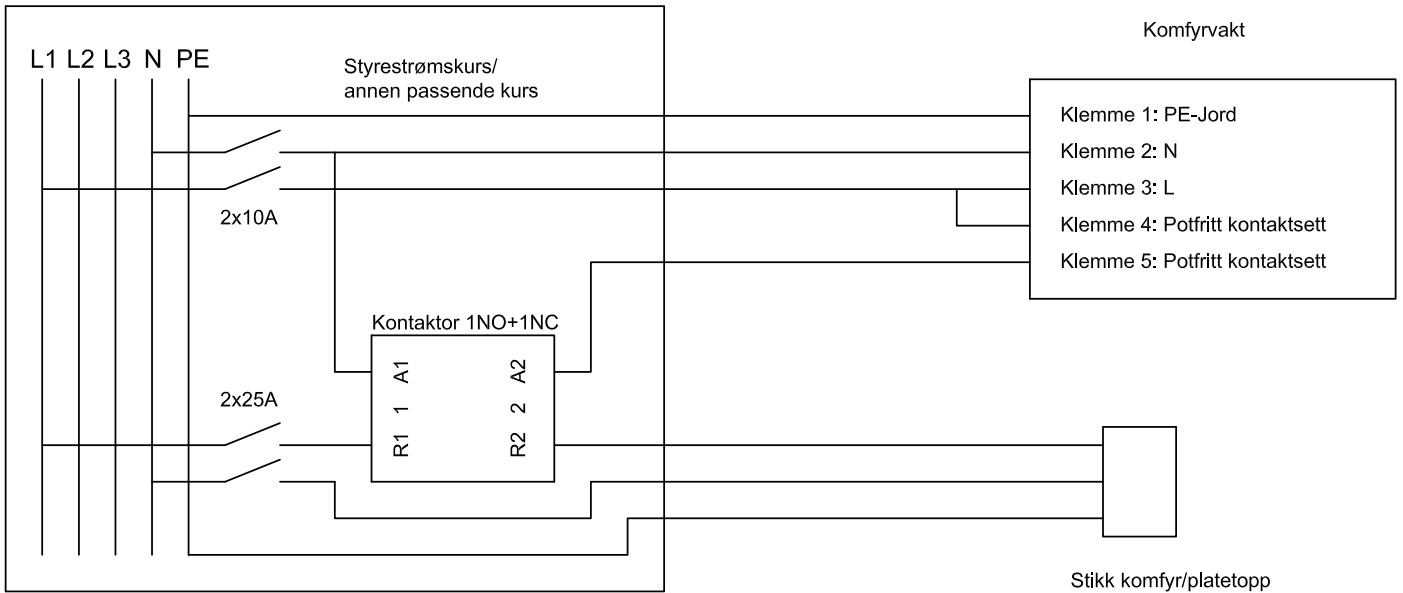 Komfyrvakt
L1 L2 L3 N PE
Styrestrømskurs/
annen passende kurs
Klemme 1: PE-Jord
Klemme 2: N
Klemme 3: L
2x10A
Klemme 4: Potfritt kontaktsett
Klemme 5: Potfritt kontaktsett
Kontaktor 1NO+1NC
A1 A2
2x25A
1 2
R1 R2
Stikk komfyr/platetopp